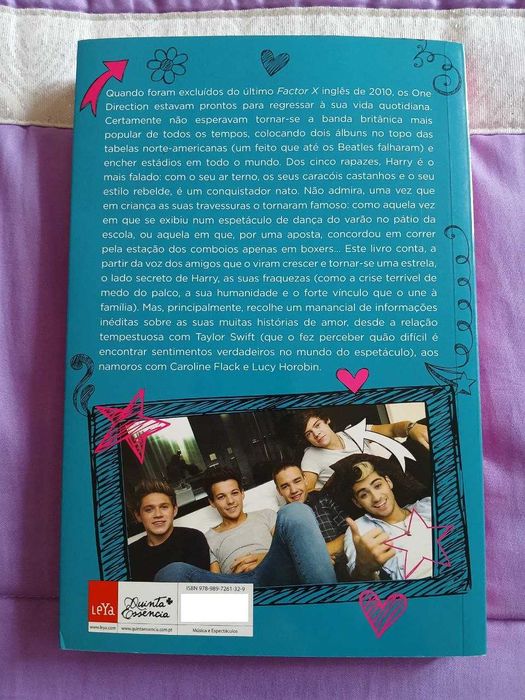 Quando foram excluídos do último Factor X inglês de 2010, os One
Direction estavam prontos para regressar à sua vida quotidiana.
Certamente não esperavam tornar-se a banda britânica mais
popular de todos os tempos, colocando dois álbuns no topo das
tabelas norte-americanas (um feito que até os Beatles falharam) e
encher estádios em todo o mundo. Dos cinco rapazes, Harry é o
mais falado: com o seu ar terno, os seus caracóis castanhos e o seu
estilo rebelde, é um conquistador nato. Não admira, uma vez que
em criança as suas travessuras o tornaram famoso: como aquela vez
em que se exibiu num espetáculo de dança do varão no pátio da
escola, ou aquela em que, por uma aposta, concordou em correr
pela estação dos comboios apenas em boxers... Este livro conta, a
partir da voz dos amigos que o viram crescer e tornar-se uma estrela,
o lado secreto de Harry, as suas fraquezas (como a crise terrível de
medo do palco, a sua humanidade e o forte vínculo que o une à
família). Mas, principalmente, recolhe um manancial de informações
inéditas sobre as suas muitas histórias de amor, desde a relação
tempestuosa com Taylor Swift (que o fez perceber quão difícil é
encontrar sentimentos verdadeiros no mundo do espetáculo), aos
namoros com Caroline Flack e Lucy Horobin.
ISBN 978-989-7261-32-9
LEYA
Quinta Essência
www.leya.com
www.quintaessencia.com.pt
Música e Espectáculos